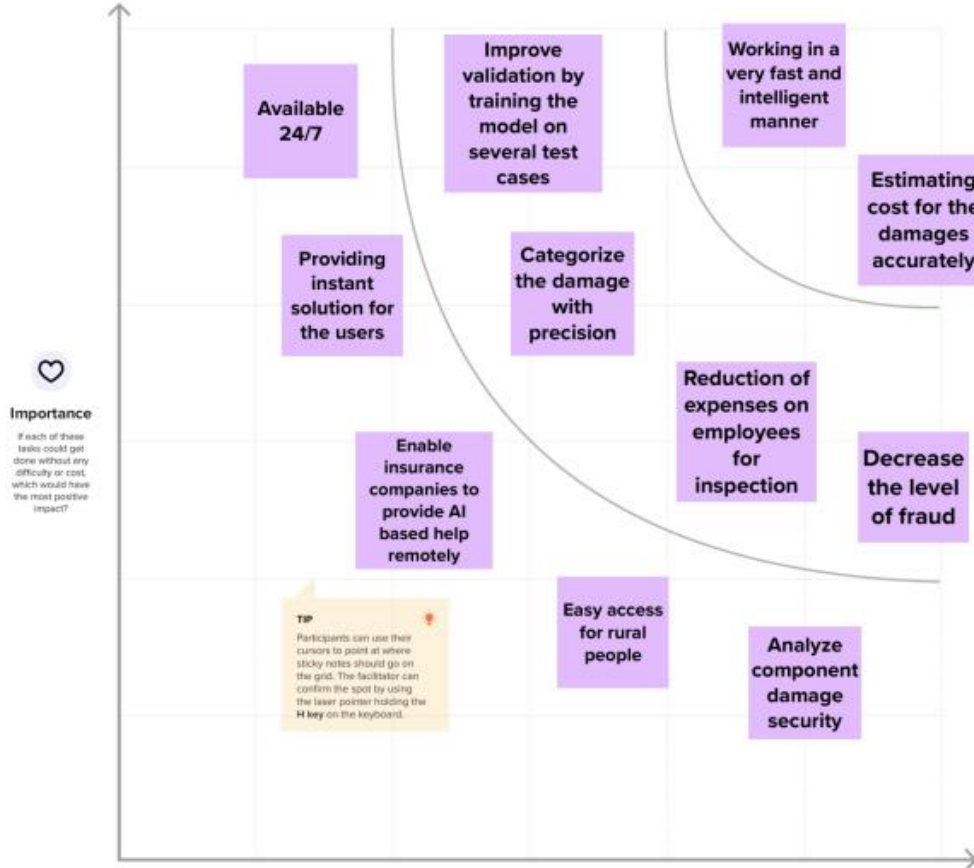 Available
24/7
Improve
validation by
training the
model on
several test
cases
Working in a
very fast and
intelligent
manner
Estimating
cost for the
damages
accurately
Providing
instant
solution for
the users
Categorize
the damage
with
precision
Importance
If each of these
tasks could get
done without any
difficulty or cost,
which would have
the most positive
impact?
Reduction of
expenses on
employees
for
inspection
Decrease
the level
of fraud
Enable
insurance
companies to
provide AI
based help
remotely
Easy access
for rural
people
Analyze
component
damage
security
TIP
Participants can use their
cursors to point at where
sticky notes should go on
the grid. The facilitator can
confirm the spot by using
the laser pointer holding the
H key on the keyboard.